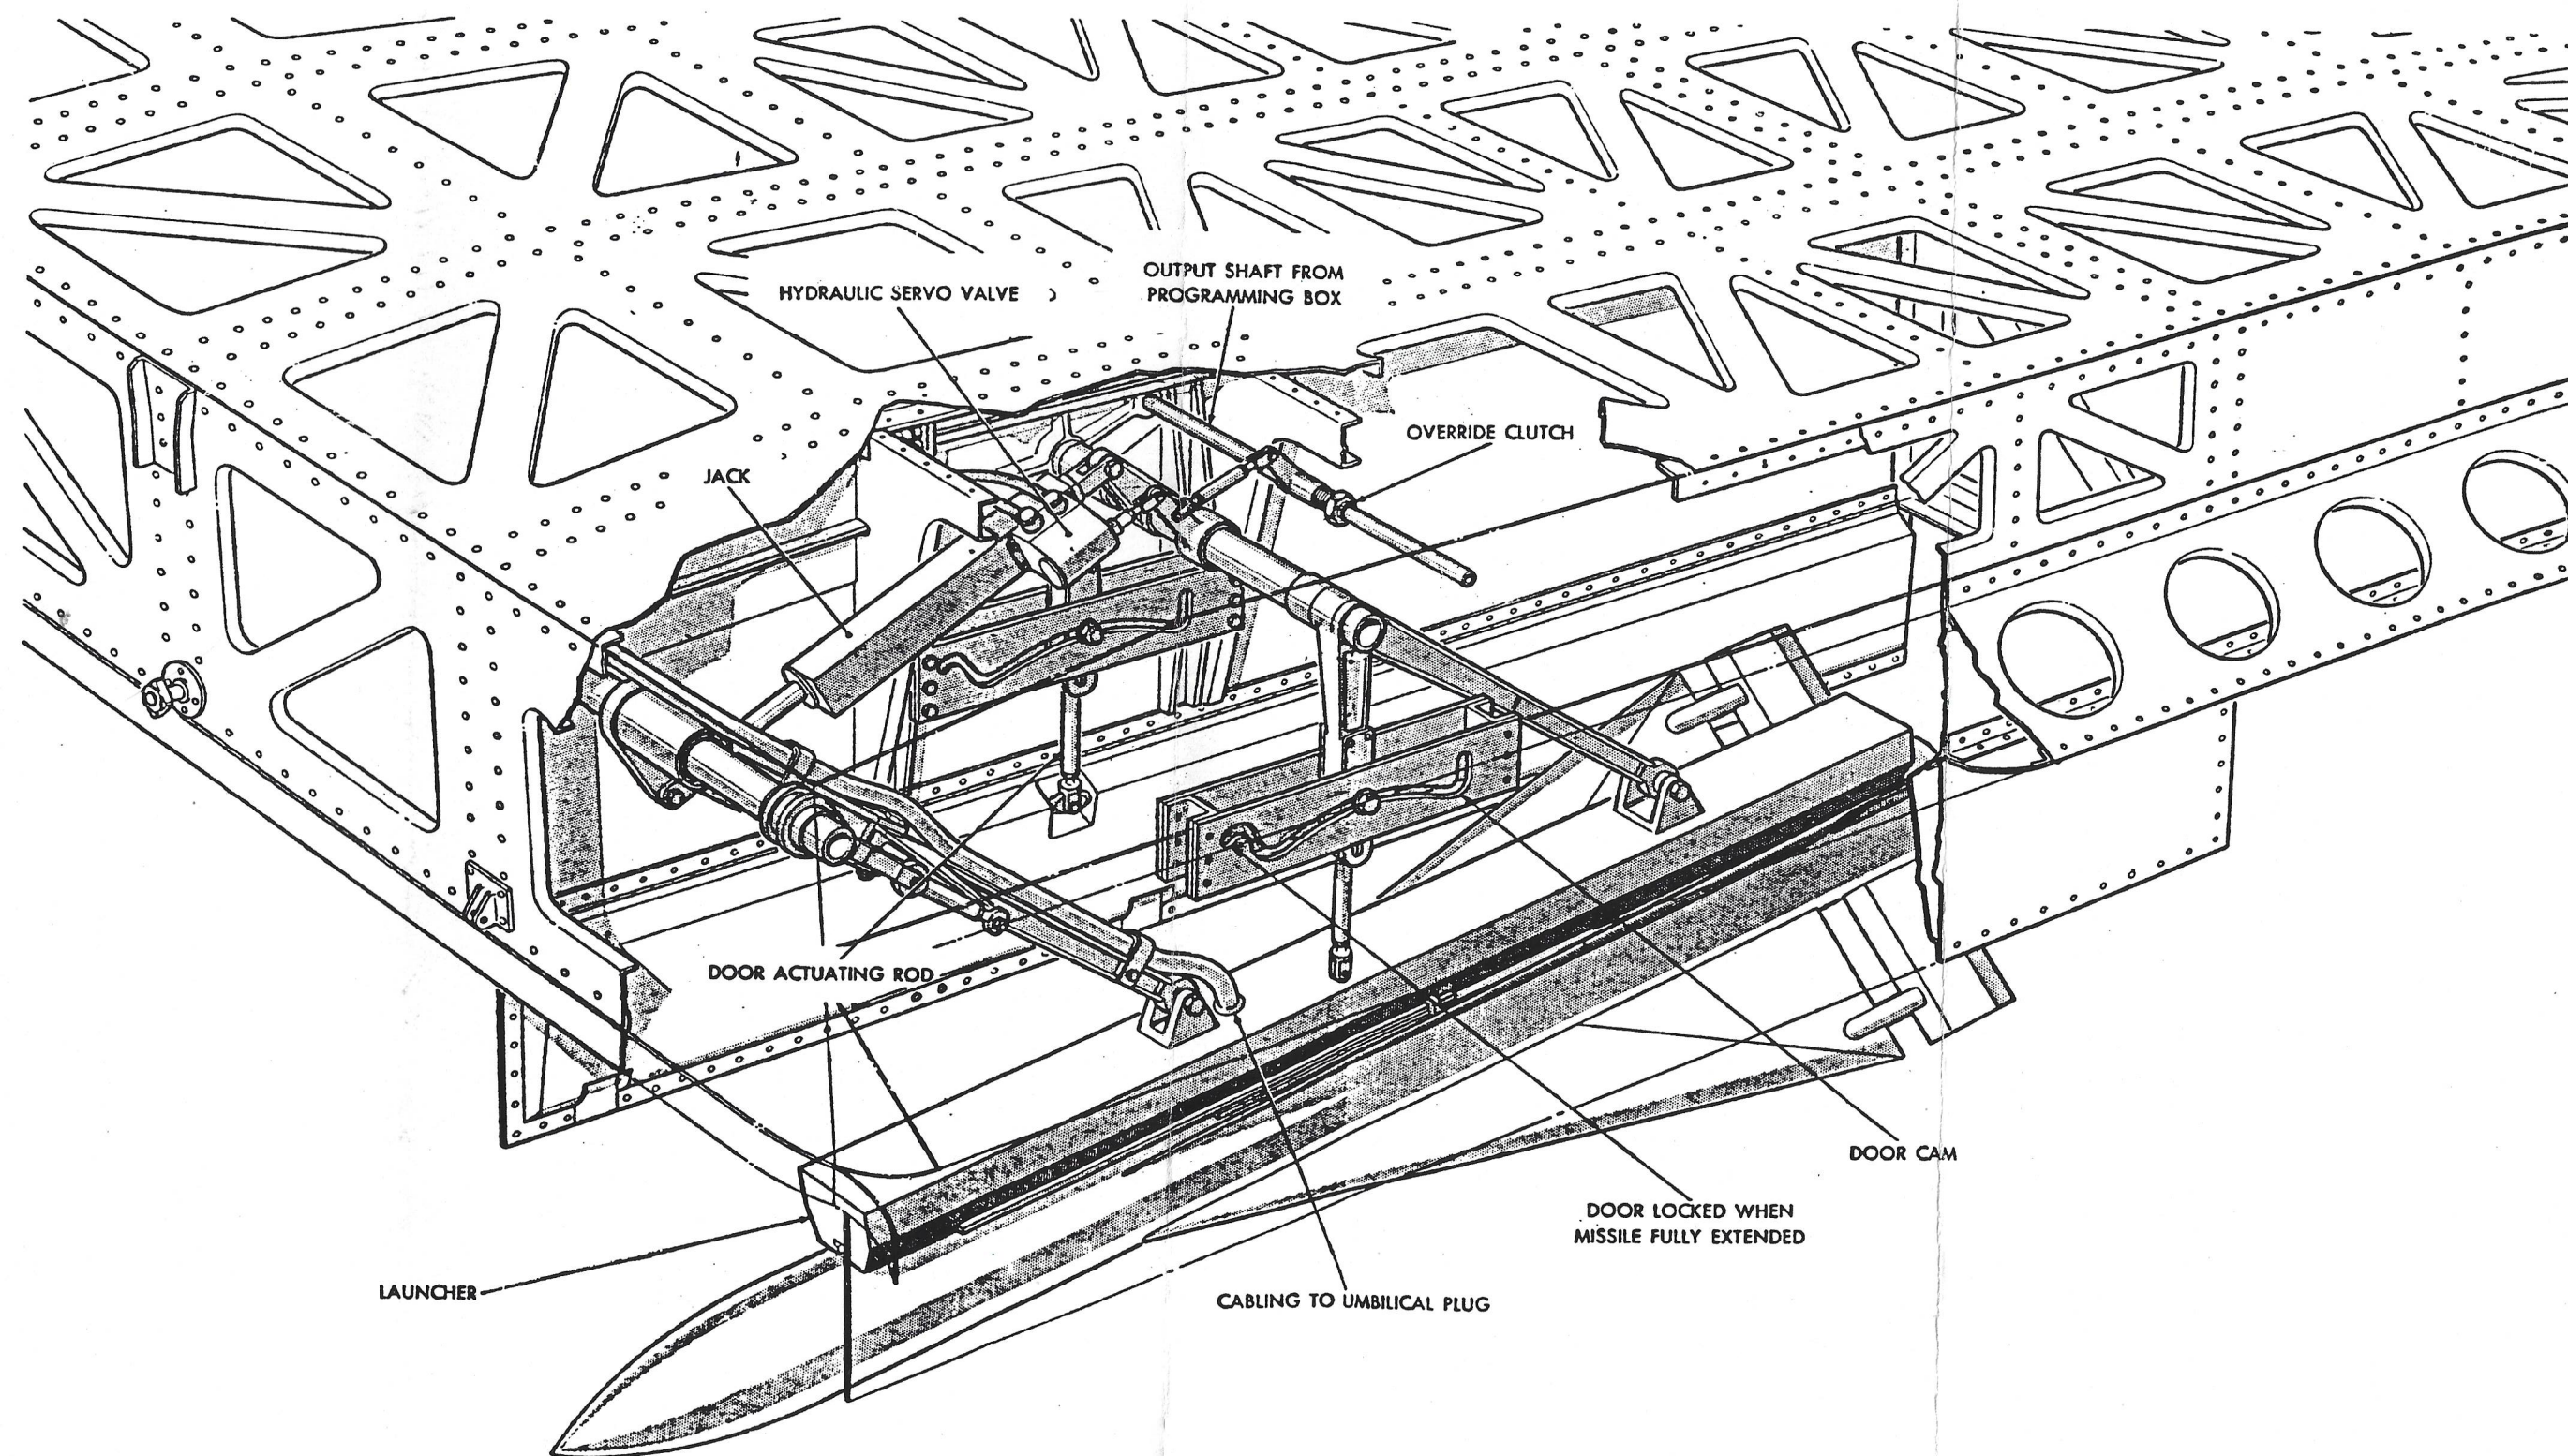 HYDRAULIC SERVO VALVE
OUTPUT SHAFT FROM
PROGRAMMING BOX
OVERRIDE CLUTCH
JACK
DOOR ACTUATING ROD
DOOR CAM
DOOR LOCKED WHEN
MISSILE FULLY EXTENDED
LAUNCHER
CABLING TO UMBILICAL PLUG